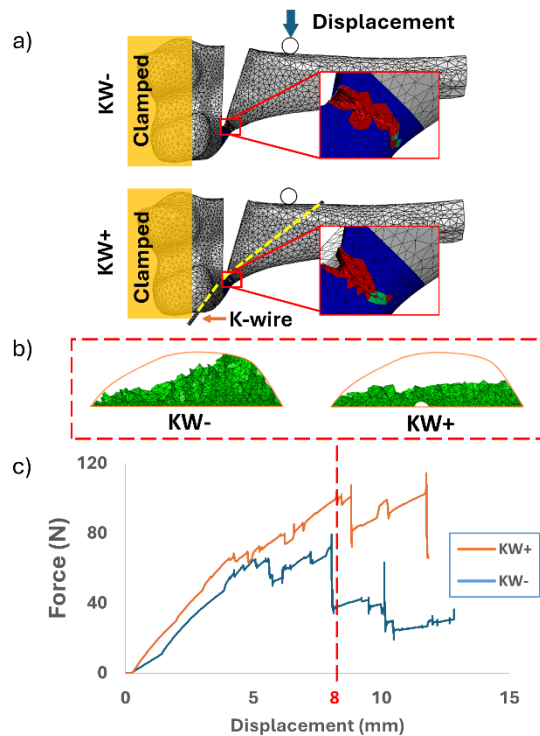 a)
Displacement
KW-
Clamped
KW+
Clamped
K-wire
b)
KW-
KW+
c)
120
80
40
0
Force (N)
KW+
KW-
5
8
10
15
Displacement (mm)